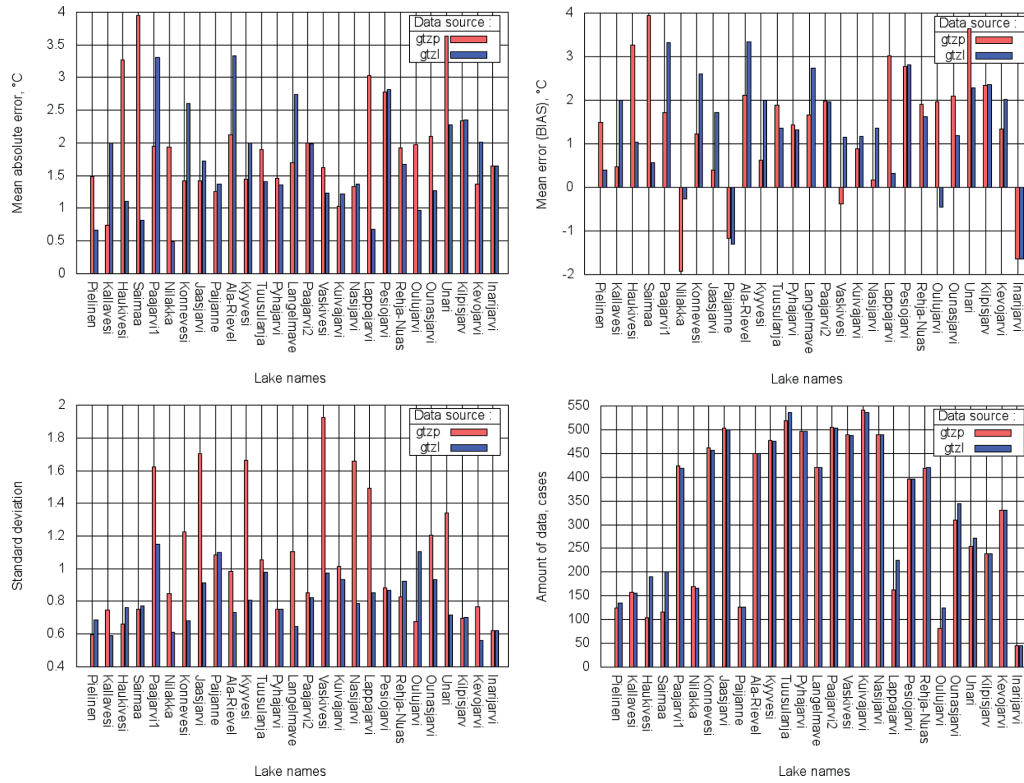 Mean absolute error, °C
4
3.5
3
2.5
2
1.5
1
0.5
0
Data source :
gtzp
gtzl
Pielinen
Kallavesi
Haukivesi
Saimaa
Paajarvi1
Nilakka
Konnevesi
Jaasjarvi
Paijanne
Ala-Rievel
Kyyvesi
Tuusulanja
Pyhajarvi
Langelmave
Paajarvi2
Vaskivesi
Kuivajarvi
Nasijarvi
Lappajarvi
Pesiojarvi
Rehja-Nuas
Oulujarvi
Ounasjarvi
Unari
Kilpisjarv
Kevojarvi
Inarijarvi
Lake names
Mean error (BIAS), °C
4
3
2
1
0
-1
-2
Data source :
gtzp
gtzl
Pielinen
Kallavesi
Haukivesi
Saimaa
Paajarvi1
Nilakka
Konnevesi
Jaasjarvi
Paijanne
Ala-Rievel
Kyyvesi
Tuusulanja
Pyhajarvi
Langelmave
Paajarvi2
Vaskivesi
Kuivajarvi
Nasijarvi
Lappajarvi
Pesiojarvi
Rehja-Nuas
Oulujarvi
Ounasjarvi
Unari
Kilpisjarv
Kevojarvi
Inarijarvi
Lake names
Standard deviation
2
1.8
1.6
1.4
1.2
1
0.8
0.6
0.4
Data source :
gtzp
gtzl
Pielinen
Kallavesi
Haukivesi
Saimaa
Paajarvi1
Nilakka
Konnevesi
Jaasjarvi
Paijanne
Ala-Rievel
Kyyvesi
Tuusulanja
Pyhajarvi
Langelmave
Paajarvi2
Vaskivesi
Kuivajarvi
Nasijarvi
Lappajarvi
Pesiojarvi
Rehja-Nuas
Oulujarvi
Ounasjarvi
Unari
Kilpisjarv
Kevojarvi
Inarijarvi
Lake names
Amount of data, cases
550
500
450
400
350
300
250
200
150
100
50
0
Data source :
gtzp
gtzl
Pielinen
Kallavesi
Haukivesi
Saimaa
Paajarvi1
Nilakka
Konnevesi
Jaasjarvi
Paijanne
Ala-Rievel
Kyyvesi
Tuusulanja
Pyhajarvi
Langelmave
Paajarvi2
Vaskivesi
Kuivajarvi
Nasijarvi
Lappajarvi
Pesiojarvi
Rehja-Nuas
Oulujarvi
Ounasjarvi
Unari
Kilpisjarv
Kevojarvi
Inarijarvi
Lake names